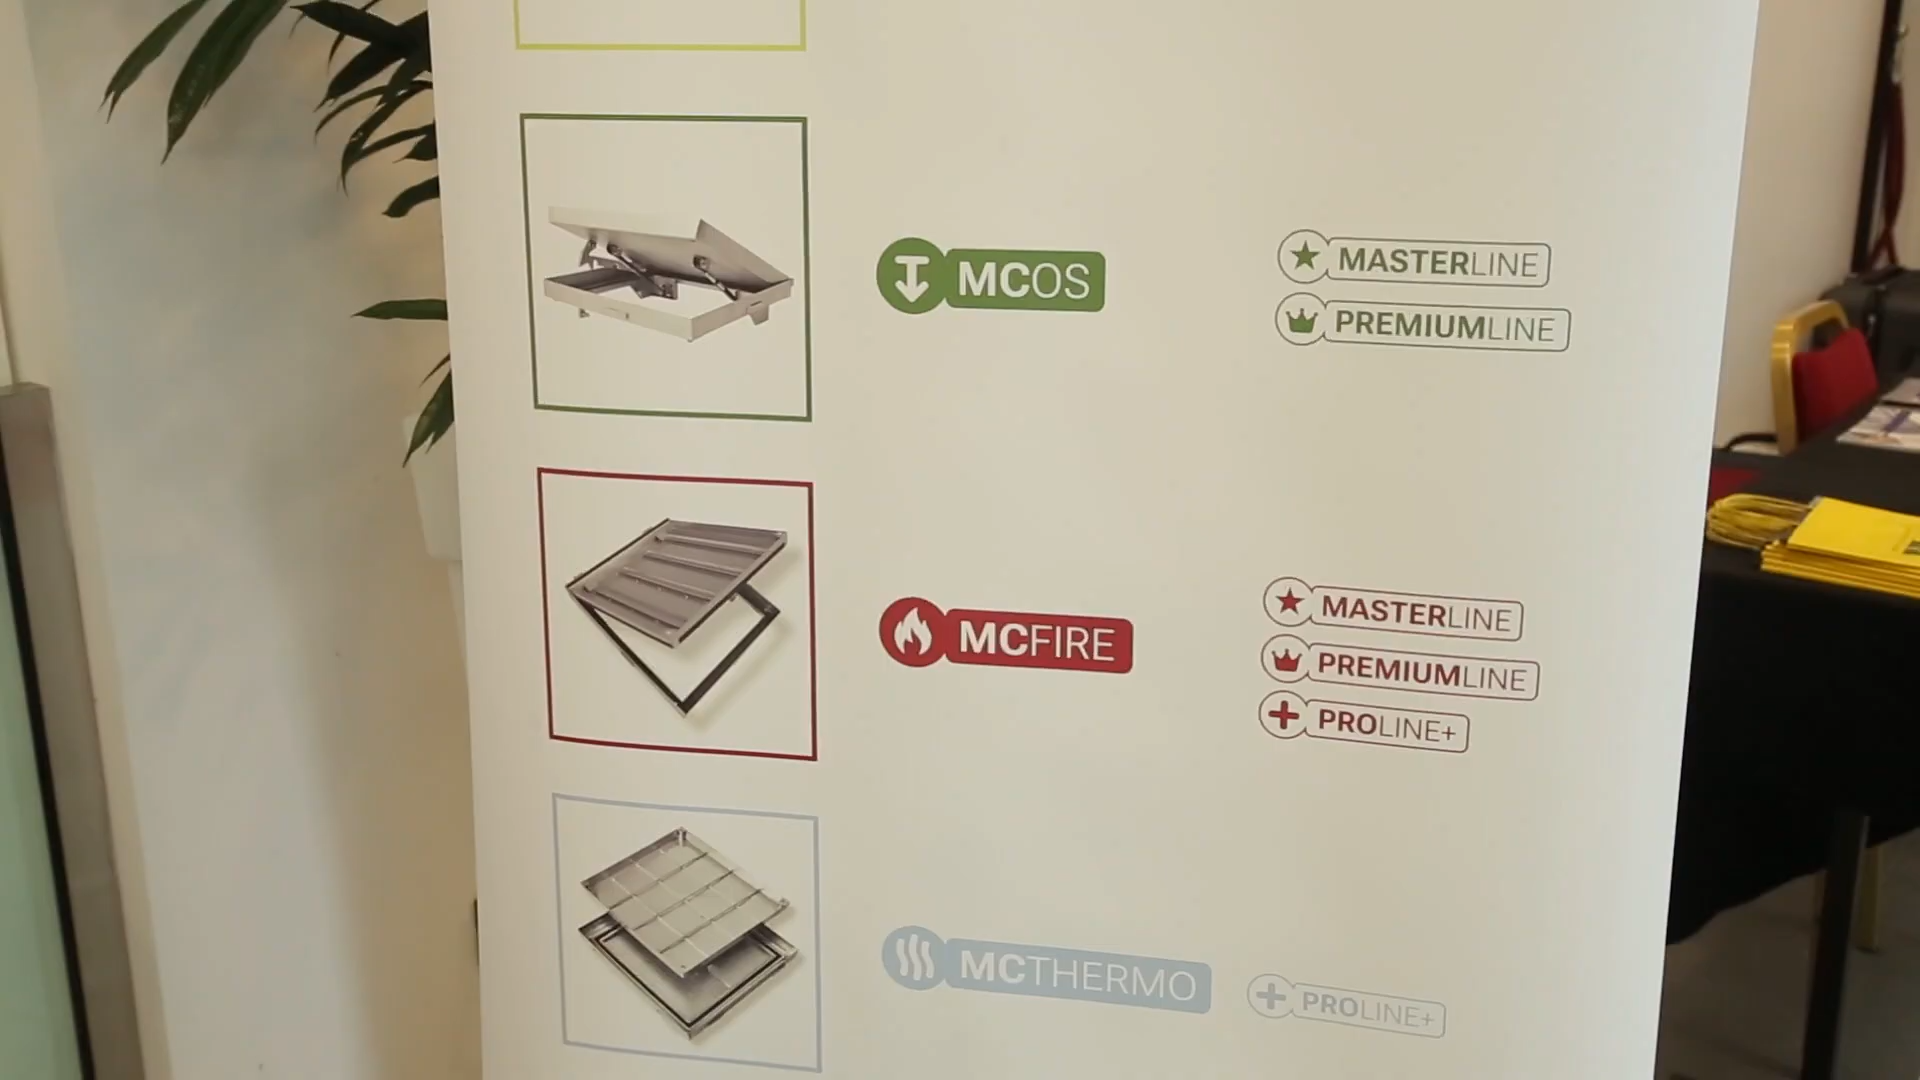 MCOS
MASTERLINE
PREMIUMLINE
MCFIRE
MASTERLINE
PREMIUMLINE
PROLINE+
MCTHERMO
PROLINE+